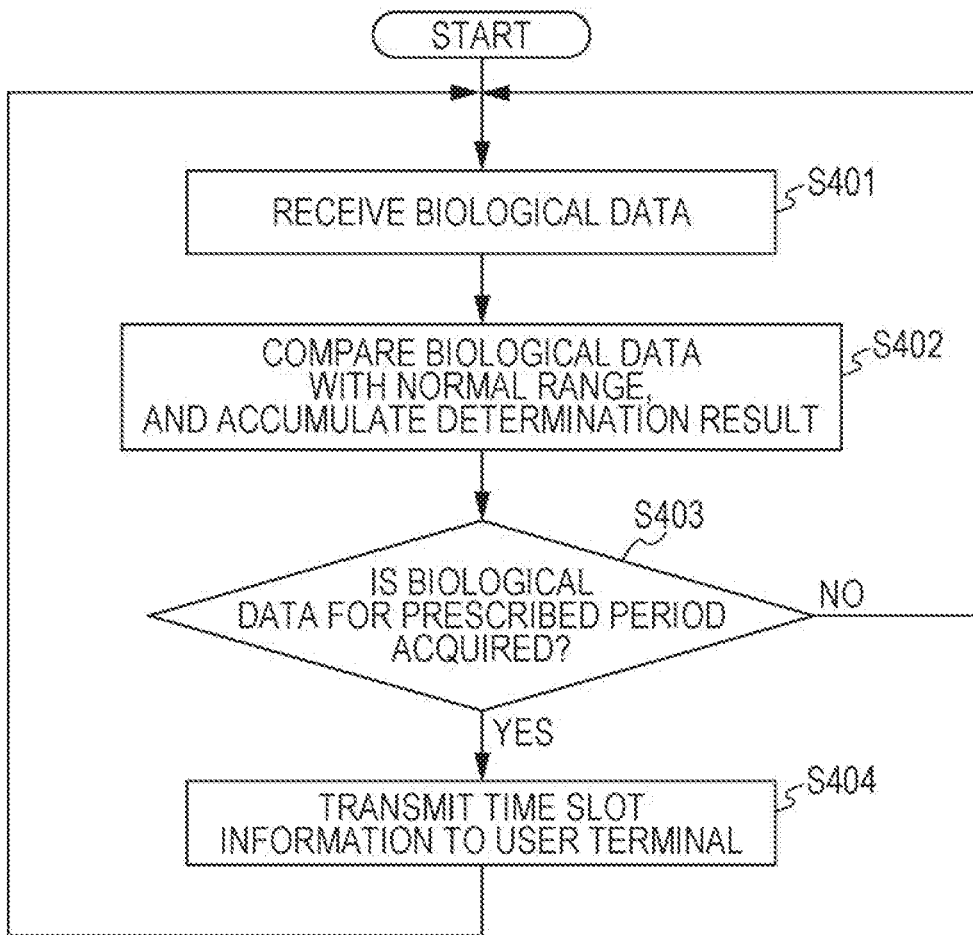 START
RECEIVE BIOLOGICAL DATA
S401
COMPARE BIOLOGICAL DATA
WITH NORMAL RANGE,
AND ACCUMULATE DETERMINATION RESULT
S402
S403
IS BIOLOGICAL
DATA FOR PRESCRIBED PERIOD
ACQUIRED?
NO
YES
TRANSMIT TIME SLOT
INFORMATION TO USER TERMINAL
S404